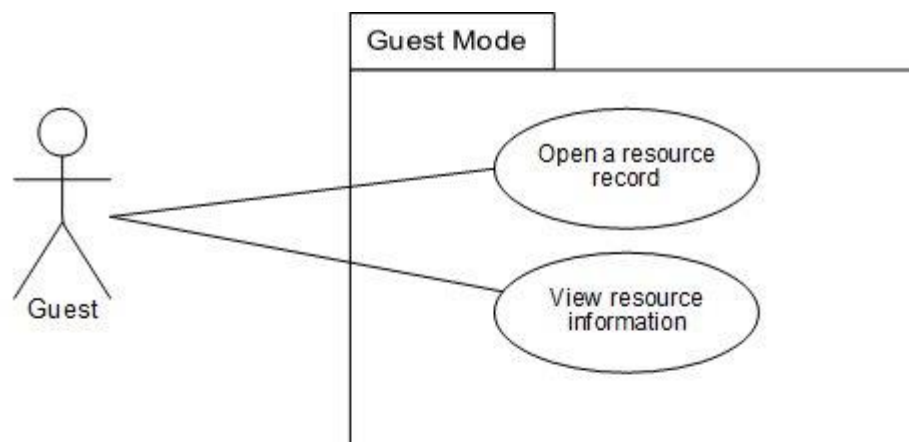 Guest Mode
Open a resource
record
View resource
information
Guest